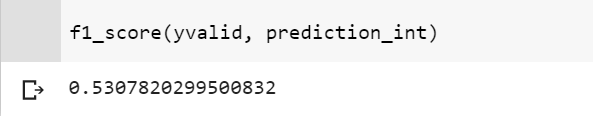 f1_score(yvalid, prediction_int)
0.5307820299500832